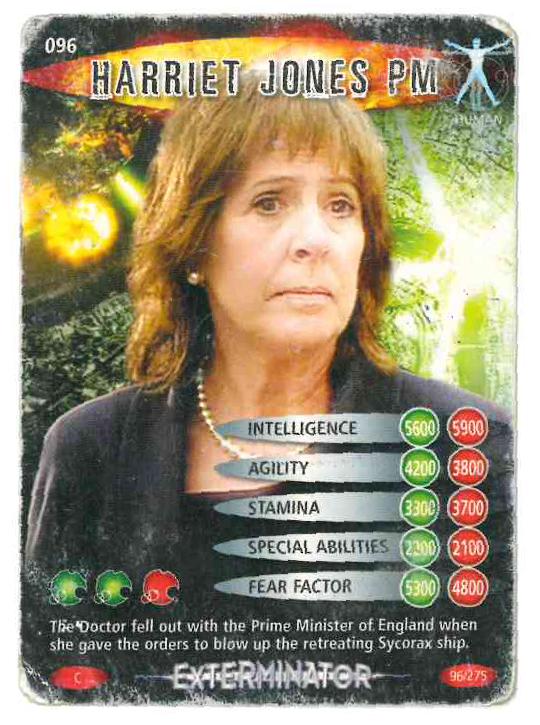 096
HARRIET JONES PM
HUMAN
INTELLIGENCE 5600 5900
AGILITY 4200 3800
STAMINA 3300 3700
SPECIAL ABILITIES 2200 2100
FEAR FACTOR 5300 4800
The Doctor fell out with the Prime Minister of England when
she gave the orders to blow up the retreating Sycorax ship.
C
EXTERMINATOR
96/275